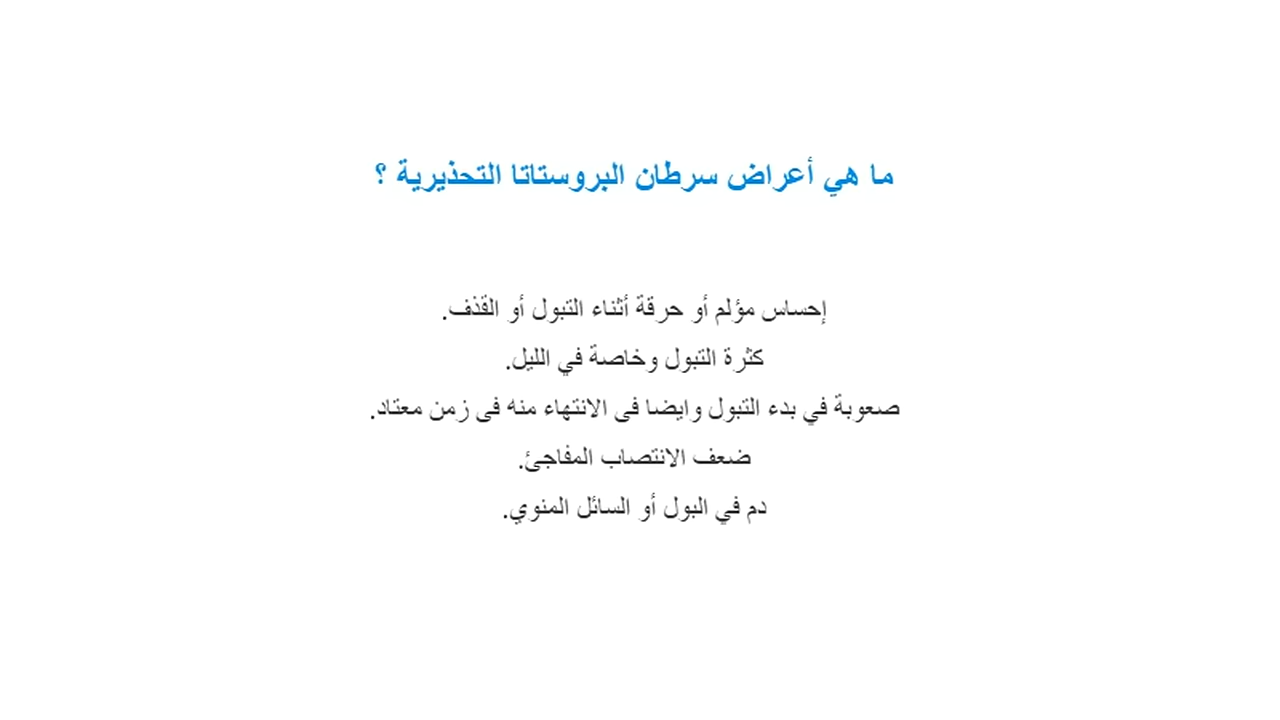 ما هي أعراض سرطان البروستاتا التحذيرية ؟
إحساس مؤلم أو حرقة أثناء التبول أو القذف.
كثرة التبول وخاصة في الليل.
صعوبة في بدء التبول وايضا فى الانتهاء منه فى زمن معتاد.
ضعف الانتصاب المفاجئ.
دم في البول أو السائل المنوي.